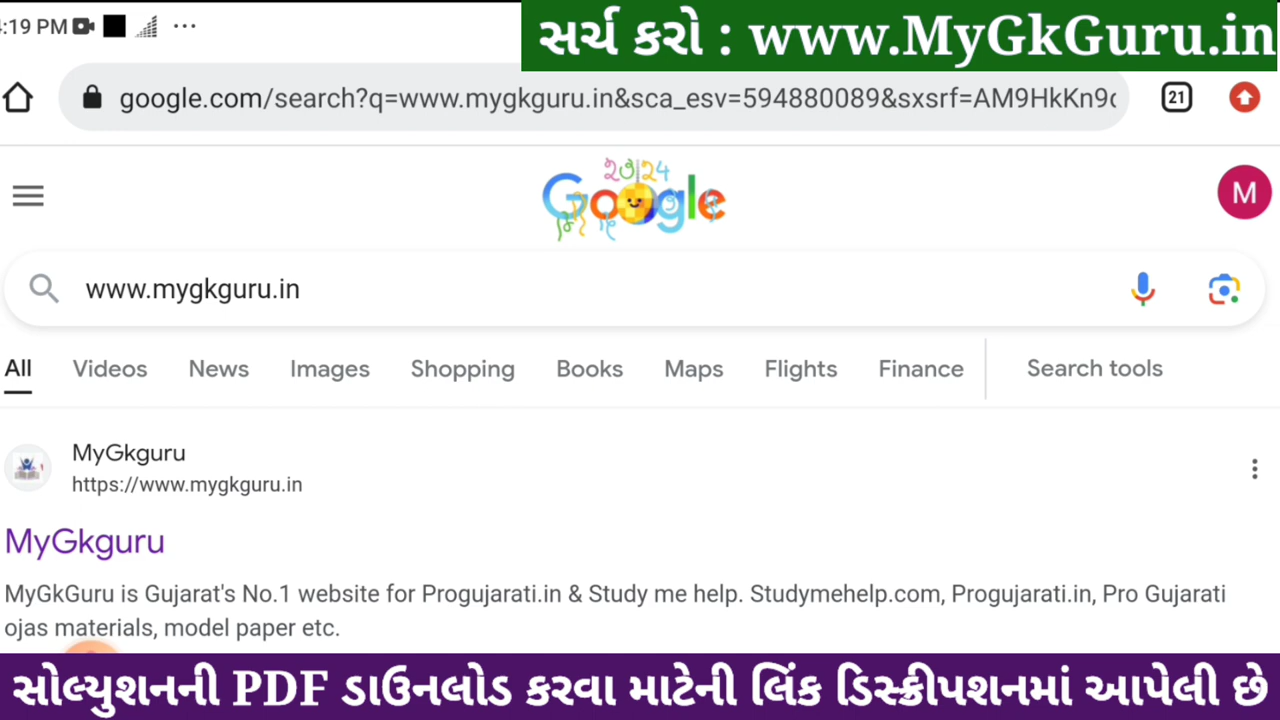 :19 PM
સર્ચ કરો : www.MyGkGuru.in
google.com/search?q=www.mygkguru.in&sca_esv=594880089&sxsrf=AM9HkKn9c
21
Google
M
www.mygkguru.in
All Videos News Images Shopping Books Maps Flights Finance Search tools
MyGkguru
https://www.mygkguru.in
MyGkguru
MyGkGuru is Gujarat's No.1 website for Progujarati.in & Study me help. Studymehelp.com, Progujarati.in, Pro Gujarati
ojas materials, model paper etc.
સોલ્યુશનની PDF ડાઉનલોડ કરવા માટેની લિંક ડિસ્ક્રીપશનમાં આપેલી છે